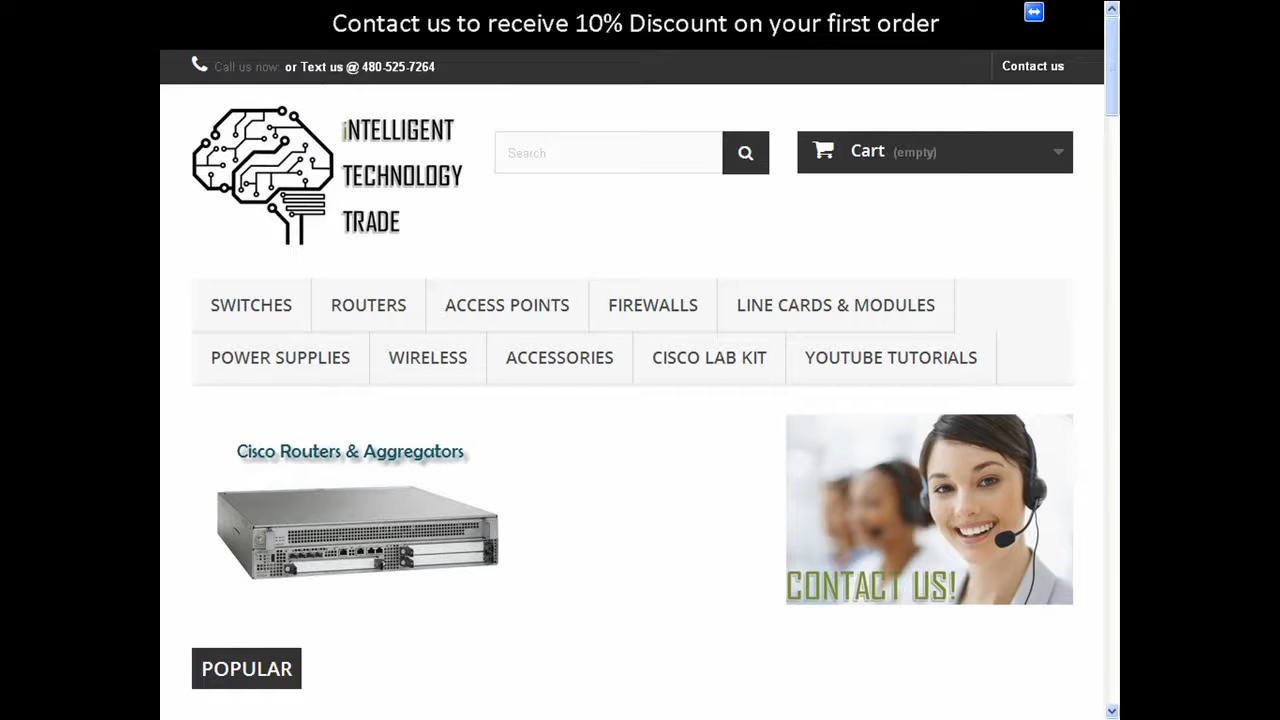 Contact us to receive 10% Discount on your first order
Call us now: or Text us @ 480-525-7264
Contact us
iNTELLIGENT
TECHNOLOGY
TRADE
Search
Cart (empty)
SWITCHES ROUTERS ACCESS POINTS FIREWALLS LINE CARDS & MODULES
POWER SUPPLIES WIRELESS ACCESSORIES CISCO LAB KIT YOUTUBE TUTORIALS
Cisco Routers & Aggregators
CONTACT US!
POPULAR